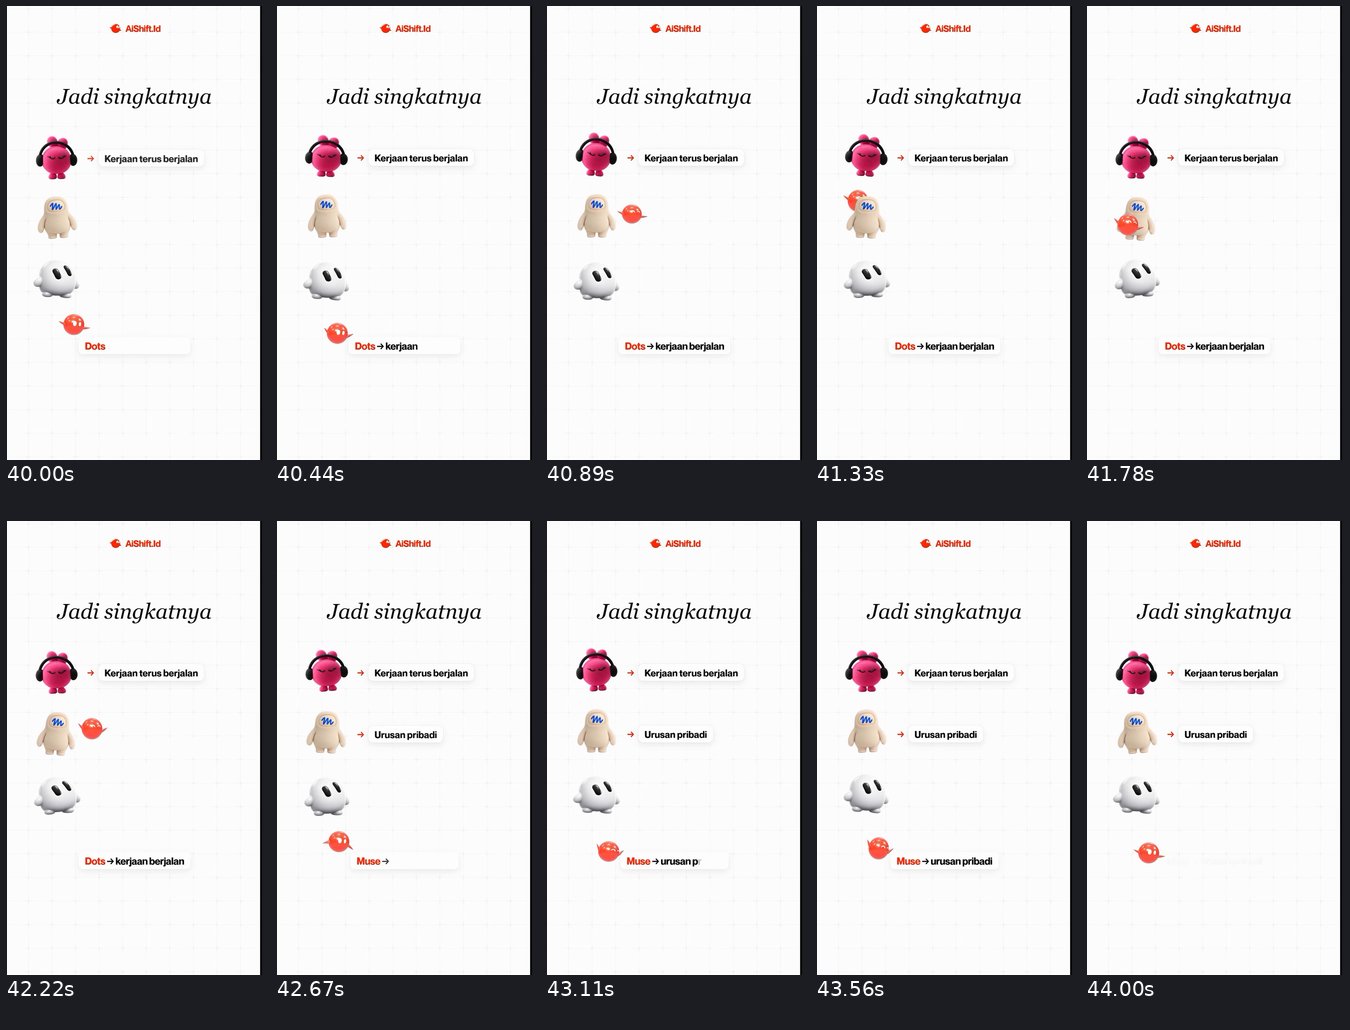 AiShift.Id
Jadi singkatnya
Kerjaan terus berjalan
Dots
40.00s
AiShift.Id
Jadi singkatnya
Kerjaan terus berjalan
Dots → kerjaan
40.44s
AiShift.Id
Jadi singkatnya
Kerjaan terus berjalan
Dots → kerjaan berjalan
40.89s
AiShift.Id
Jadi singkatnya
Kerjaan terus berjalan
Dots → kerjaan berjalan
41.33s
AiShift.Id
Jadi singkatnya
Kerjaan terus berjalan
Dots → kerjaan berjalan
41.78s
AiShift.Id
Jadi singkatnya
Kerjaan terus berjalan
Dots → kerjaan berjalan
42.22s
AiShift.Id
Jadi singkatnya
Kerjaan terus berjalan
Urusan pribadi
Muse →
42.67s
AiShift.Id
Jadi singkatnya
Kerjaan terus berjalan
Urusan pribadi
Muse → urusan pr
43.11s
AiShift.Id
Jadi singkatnya
Kerjaan terus berjalan
Urusan pribadi
Muse → urusan pribadi
43.56s
AiShift.Id
Jadi singkatnya
Kerjaan terus berjalan
Urusan pribadi
44.00s